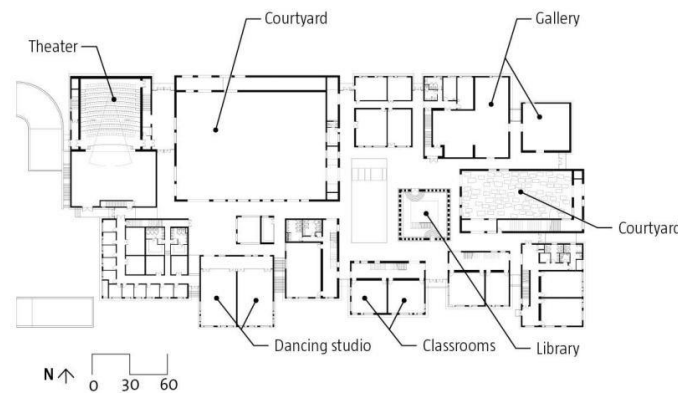 Courtyard
Gallery
Theater
Courtyard
Dancing studio
Classrooms
Library
N
0 30 60